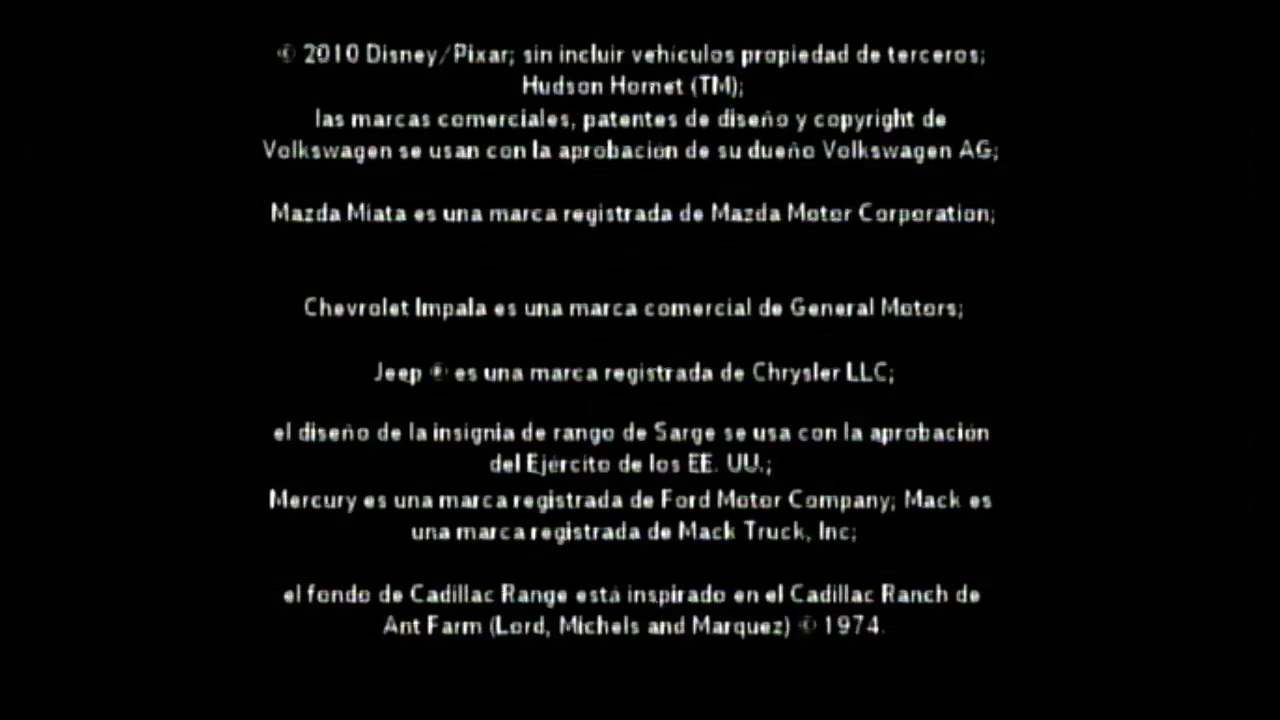 © 2010 Disney/Pixar; sin incluir vehículos propiedad de terceros;
Hudson Hornet (TM);
las marcas comerciales, patentes de diseño y copyright de
Volkswagen se usan con la aprobación de su dueño Volkswagen AG;
Mazda Miata es una marca registrada de Mazda Motor Corporation;
Chevrolet Impala es una marca comercial de General Motors;
Jeep ® es una marca registrada de Chrysler LLC;
el diseño de la insignia de rango de Sarge se usa con la aprobación
del Ejército de los EE. UU.;
Mercury es una marca registrada de Ford Motor Company; Mack es
una marca registrada de Mack Truck, Inc;
el fondo de Cadillac Range está inspirado en el Cadillac Ranch de
Ant Farm (Lord, Michels and Marquez) © 1974.